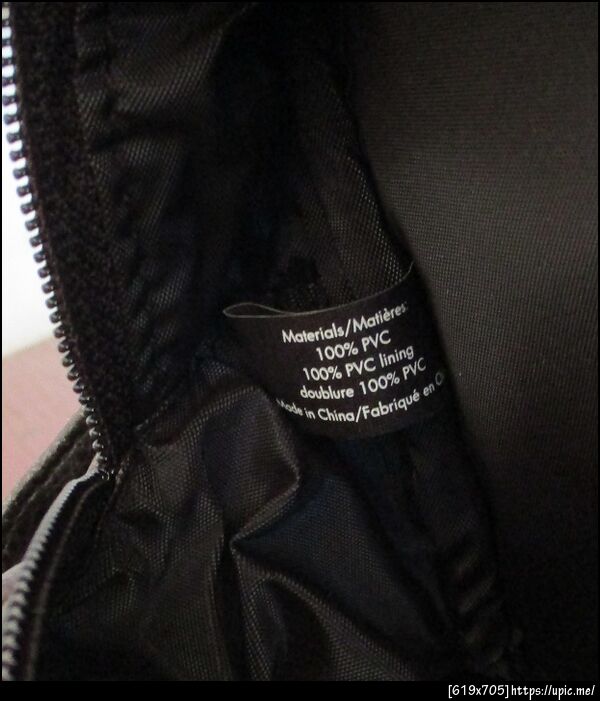 Materials/Matières:
100% PVC
100% PVC lining
doublure 100% PVC
Made in China/Fabriqué en
[619x705]https://upic.me/